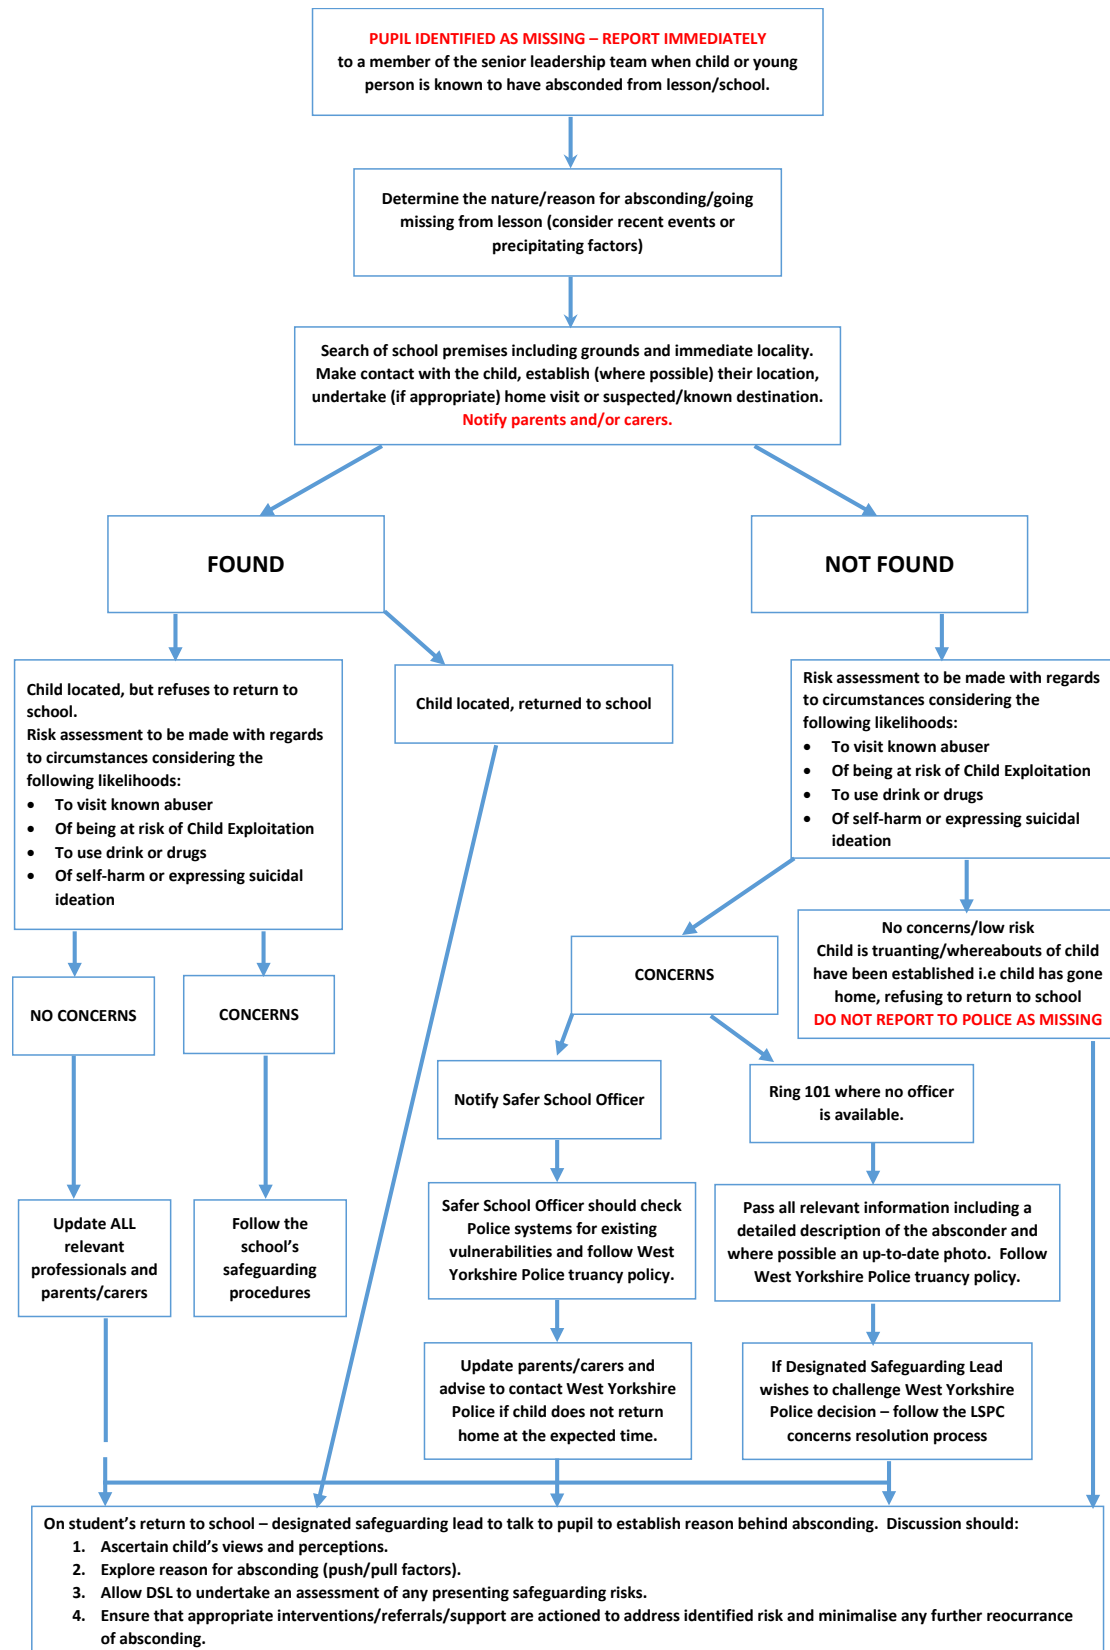 PUPIL IDENTIFIED AS MISSING – REPORT IMMEDIATELY
to a member of the senior leadership team when child or young
person is known to have absconded from lesson/school.
Determine the nature/reason for absconding/going
missing from lesson (consider recent events or
precipitating factors)
Search of school premises including grounds and immediate locality.
Make contact with the child, establish (where possible) their location,
undertake (if appropriate) home visit or suspected/known destination.
Notify parents and/or carers.
FOUND
NOT FOUND
Child located, but refuses to return to
school.
Risk assessment to be made with regards
to circumstances considering the
following likelihoods:
• To visit known abuser
• Of being at risk of Child Exploitation
• To use drink or drugs
• Of self-harm or expressing suicidal
ideation
Child located, returned to school
Risk assessment to be made with regards
to circumstances considering the
following likelihoods:
• To visit known abuser
• Of being at risk of Child Exploitation
• To use drink or drugs
• Of self-harm or expressing suicidal
ideation
No concerns/low risk
Child is truanting/whereabouts of child
have been established i.e child has gone
home, refusing to return to school
DO NOT REPORT TO POLICE AS MISSING
CONCERNS
NO CONCERNS
CONCERNS
Notify Safer School Officer
Ring 101 where no officer
is available.
Update ALL
relevant
professionals and
parents/carers
Follow the
school's
safeguarding
procedures
Safer School Officer should check
Police systems for existing
vulnerabilities and follow West
Yorkshire Police truancy policy.
Pass all relevant information including a
detailed description of the absconder and
where possible an up-to-date photo.  Follow
West Yorkshire Police truancy policy.
Update parents/carers and
advise to contact West Yorkshire
Police if child does not return
home at the expected time.
If Designated Safeguarding Lead
wishes to challenge West Yorkshire
Police decision – follow the LSPC
concerns resolution process
On student's return to school – designated safeguarding lead to talk to pupil to establish reason behind absconding.  Discussion should:
1. Ascertain child's views and perceptions.
2. Explore reason for absconding (push/pull factors).
3. Allow DSL to undertake an assessment of any presenting safeguarding risks.
4. Ensure that appropriate interventions/referrals/support are actioned to address identified risk and minimalise any further reocurrance
of absconding.